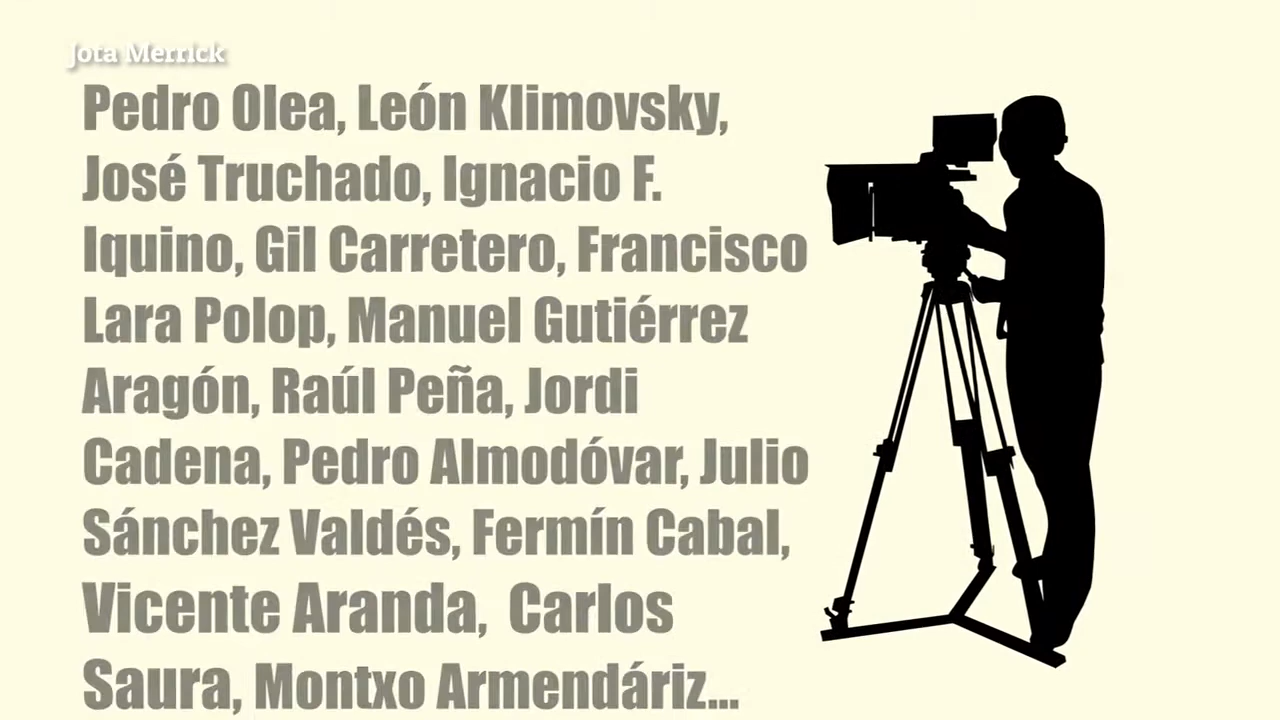 Jota Merrick
Pedro Olea, León Klimovsky,
José Truchado, Ignacio F.
Iquino, Gil Carretero, Francisco
Lara Polop, Manuel Gutiérrez
Aragón, Raúl Peña, Jordi
Cadena, Pedro Almodóvar, Julio
Sánchez Valdés, Fermín Cabal,
Vicente Aranda, Carlos
Saura, Montxo Armendáriz...